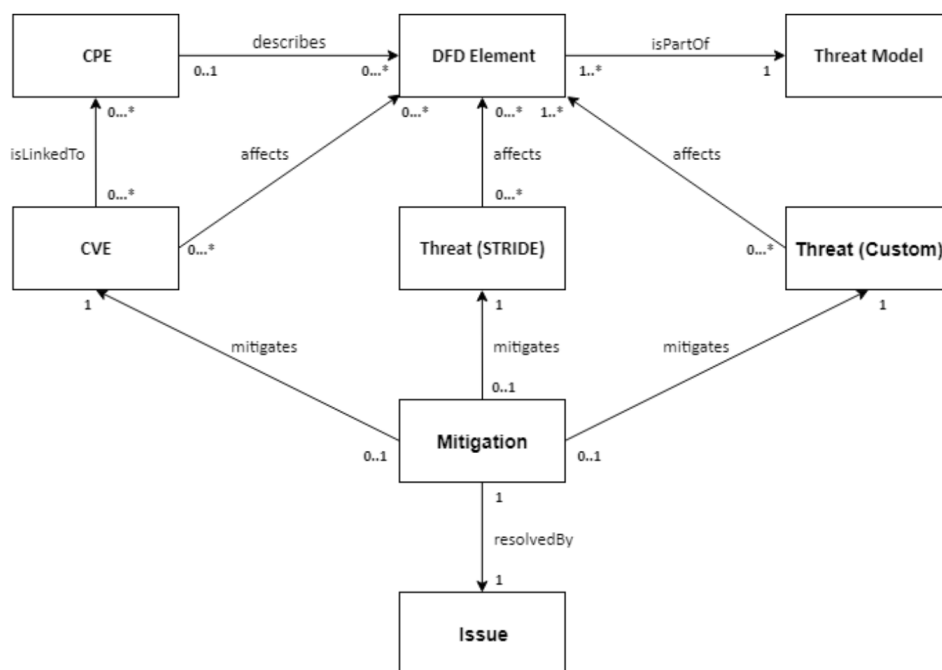 CPE
describes
DFD Element
isPartOf
Threat Model
0..1
0...*
1..*
1
0...*
0...*
0...*
1..*
isLinkedTo
affects
affects
affects
0...*
0...*
CVE
0...*
Threat (STRIDE)
0...*
Threat (Custom)
1
1
1
mitigates
mitigates
mitigates
0..1
0..1
Mitigation
0..1
1
resolvedBy
1
Issue